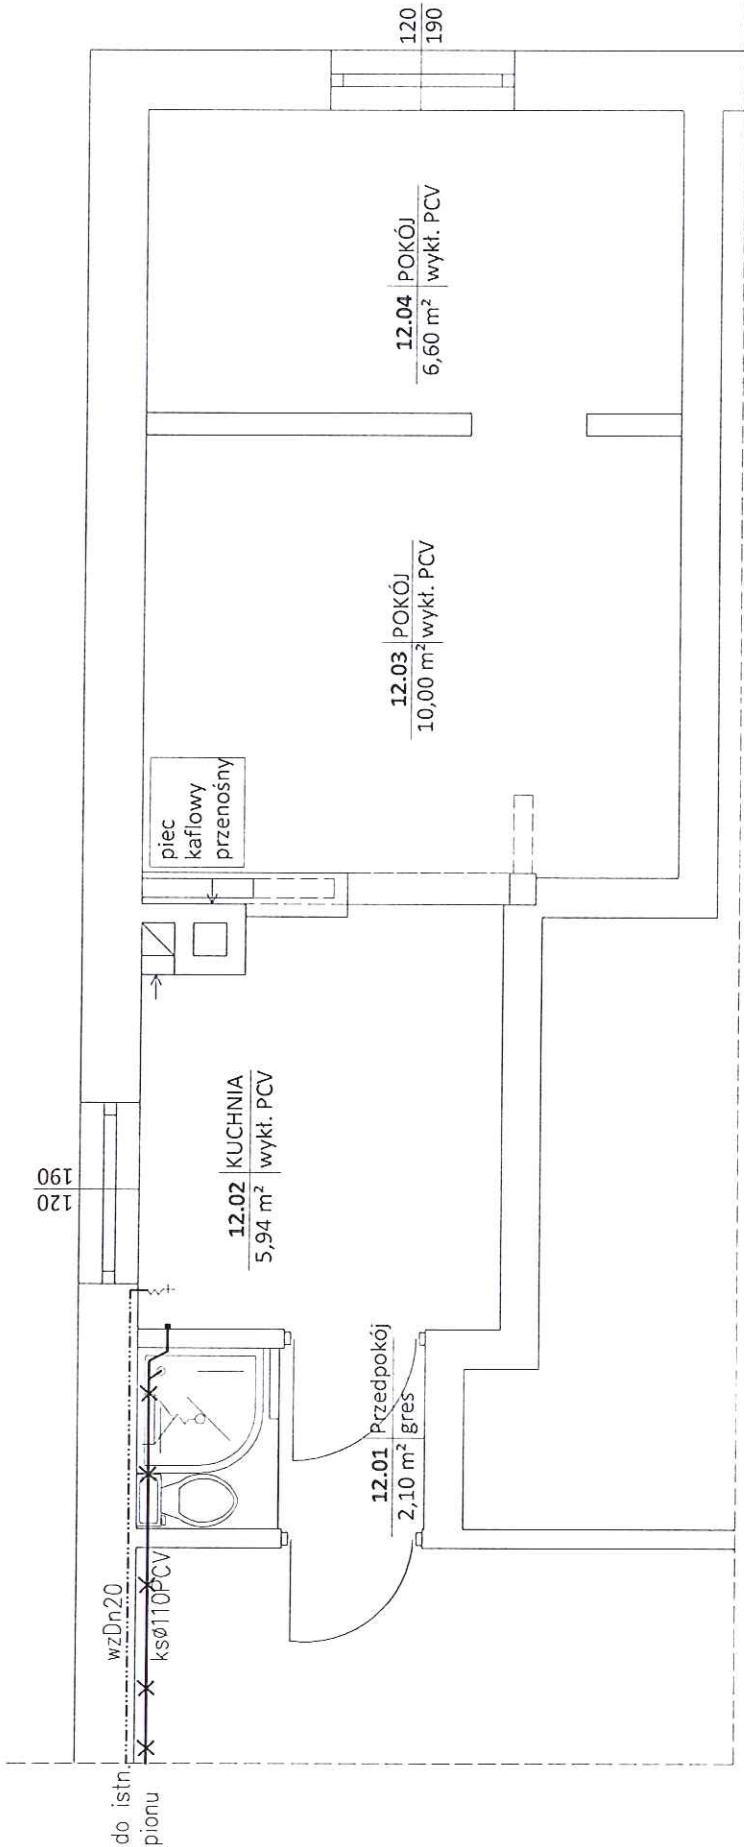 120
190
12.04 POKÓJ
6,60 m² wykł. PCV
12.03 POKÓJ
10,00 m² wykł. PCV
piec
kaflowy
przenośny
12.02 KUCHNIA
5,94 m² wykł. PCV
120
190
12.01 Przedpokój
2,10 m² gres
wzDn20
ksø110PCV
do istn.
pionu